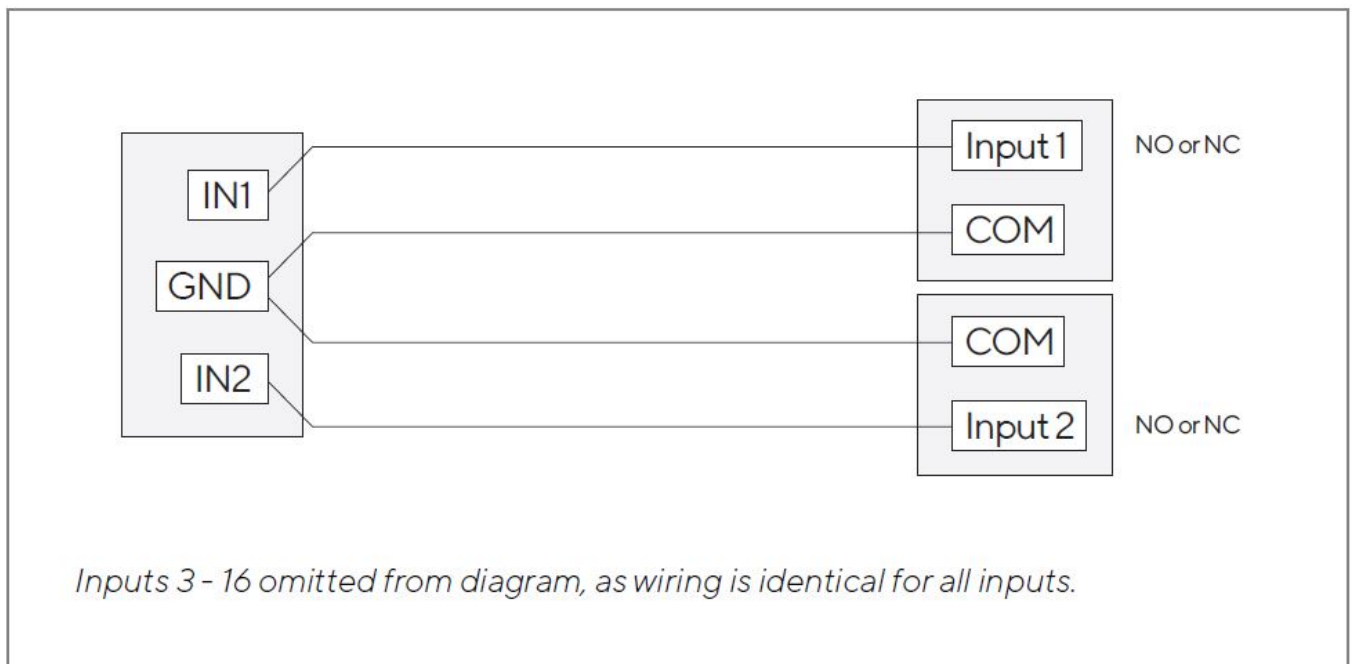 IN1
GND
IN2
Input 1
NO or NC
COM
COM
Input 2
NO or NC
Inputs 3 - 16 omitted from diagram, as wiring is identical for all inputs.